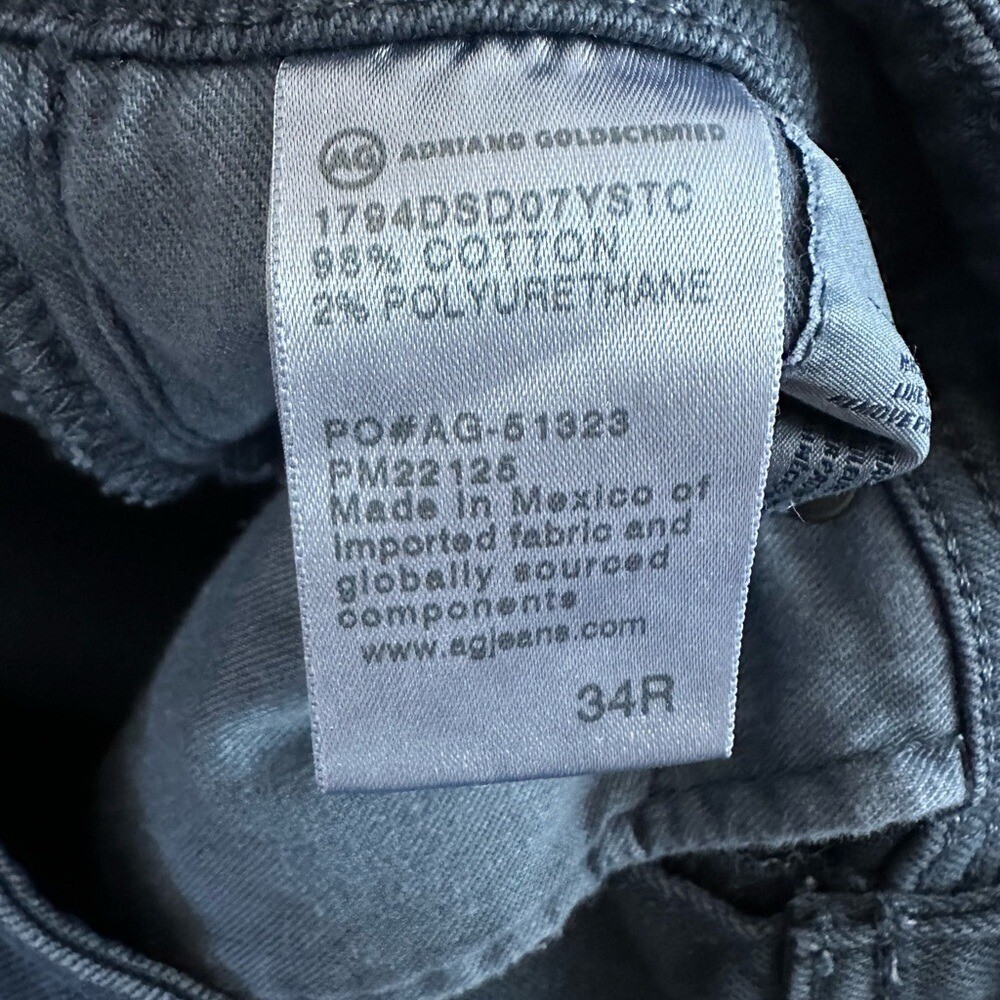 AG ADRIANO GOLDSCHMIED
1794DSD07YSTC
98% COTTON
2% POLYURETHANE
PO#AG-51323
PM22125
Made In Mexico of
Imported fabric and
globally sourced
components
www.agjeans.com
34R